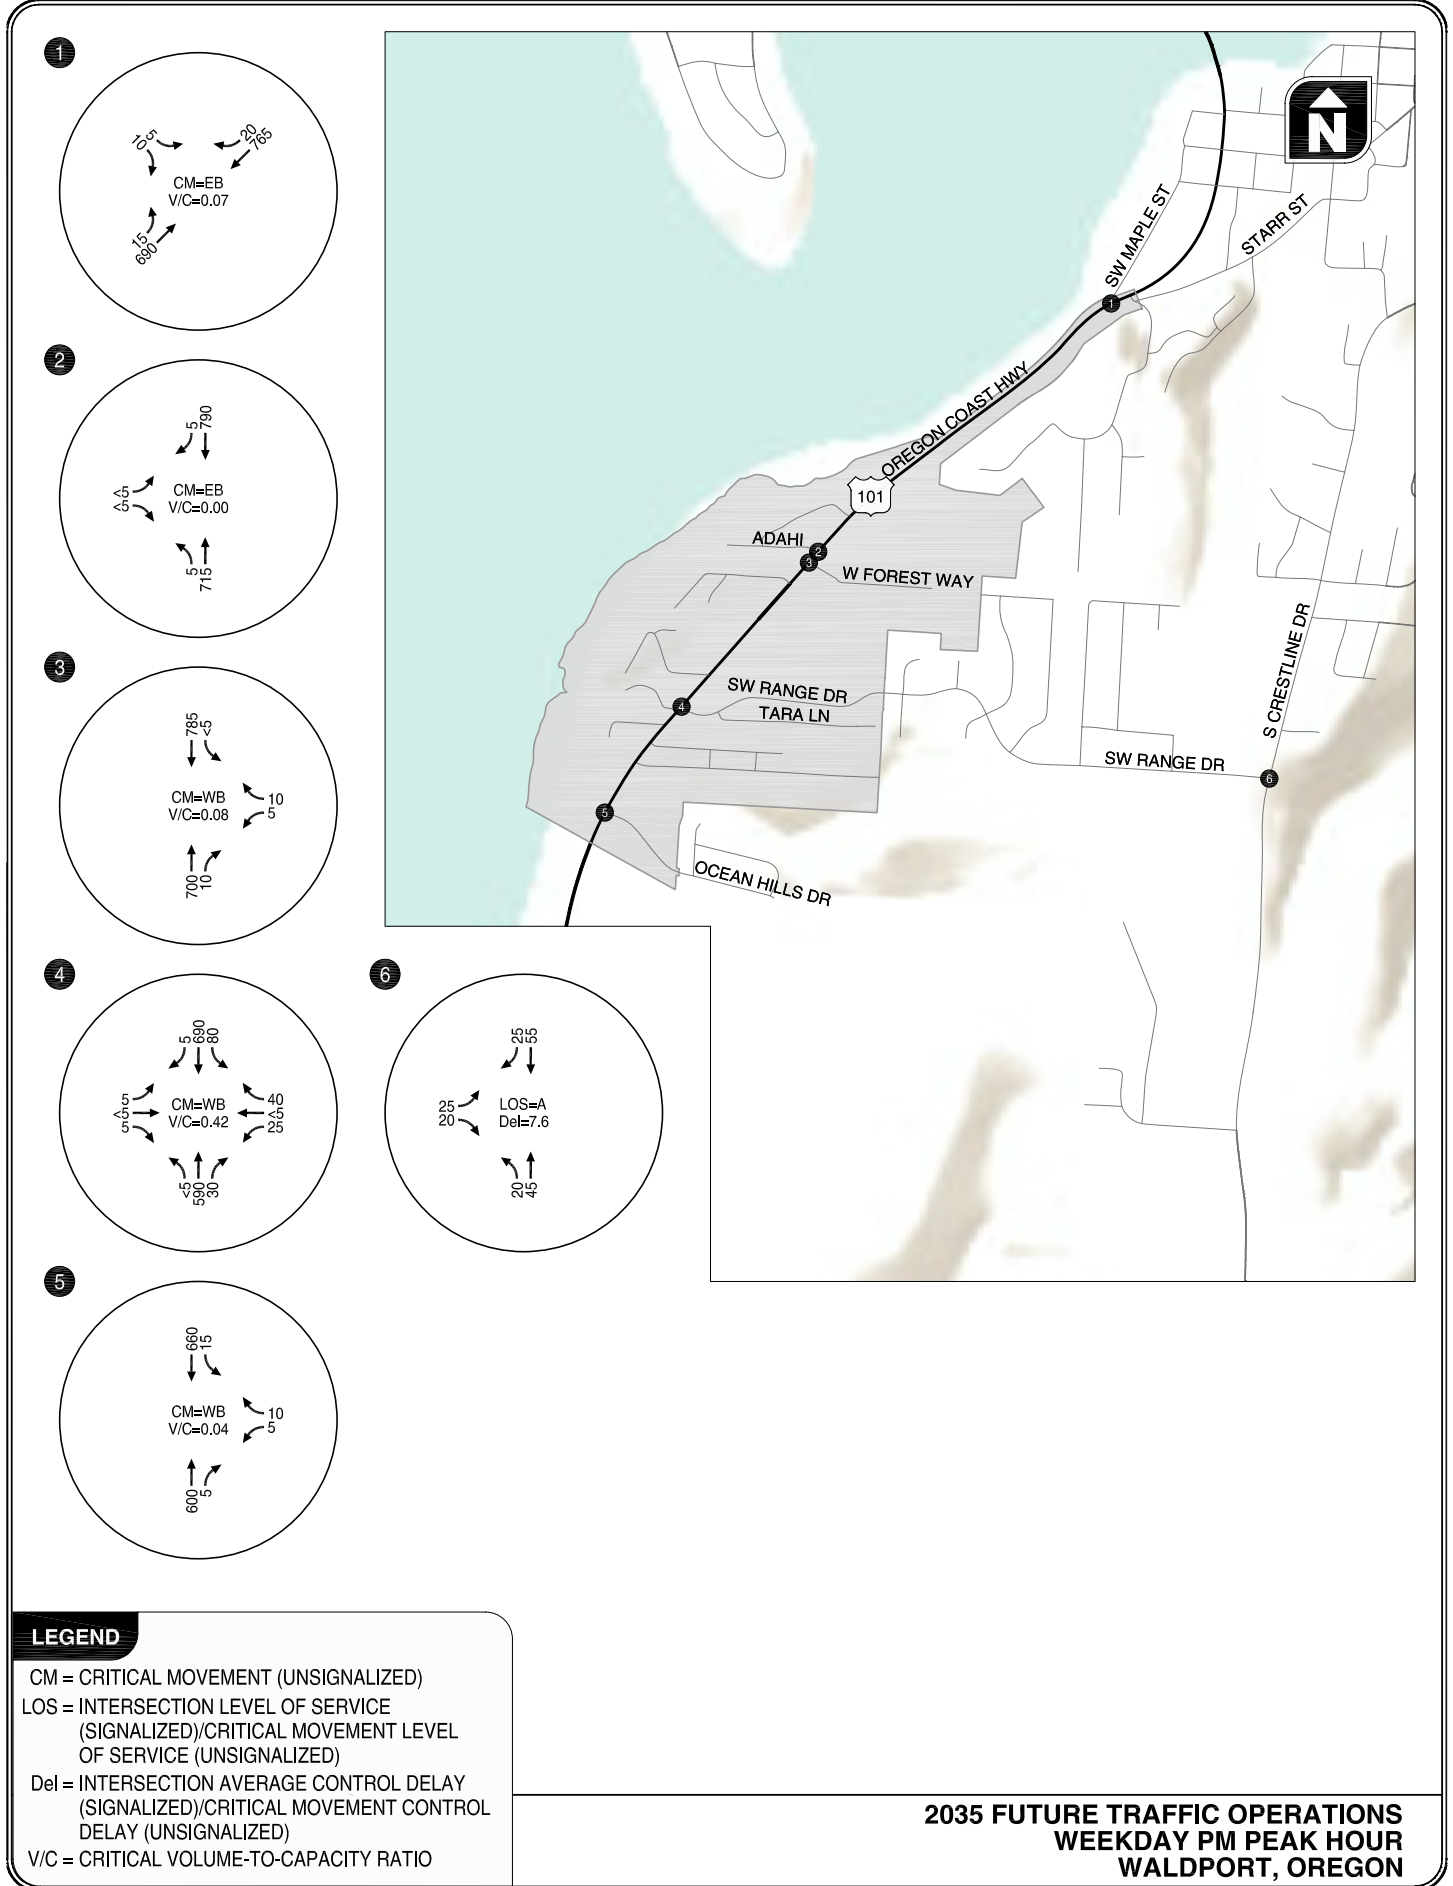 1
5
10
20
765
CM=EB
V/C=0.07
15
690
2
5
790
<5
<5
CM=EB
V/C=0.00
5
715
3
785
<5
CM=WB
V/C=0.08
10
5
700
10
4
5
690
80
5
<5
5
CM=WB
V/C=0.42
40
<5
25
<5
590
30
6
25
55
25
20
LOS=A
Del=7.6
20
45
5
660
15
CM=WB
V/C=0.04
10
5
600
5
N
SW MAPLE ST
STARR ST
1
OREGON COAST HWY
101
ADAHI
2
3
W FOREST WAY
S CRESTLINE DR
SW RANGE DR
4
TARA LN
SW RANGE DR
6
5
OCEAN HILLS DR
LEGEND
CM = CRITICAL MOVEMENT (UNSIGNALIZED)
LOS = INTERSECTION LEVEL OF SERVICE
(SIGNALIZED)/CRITICAL MOVEMENT LEVEL
OF SERVICE (UNSIGNALIZED)
Del = INTERSECTION AVERAGE CONTROL DELAY
(SIGNALIZED)/CRITICAL MOVEMENT CONTROL
DELAY (UNSIGNALIZED)
V/C = CRITICAL VOLUME-TO-CAPACITY RATIO
2035 FUTURE TRAFFIC OPERATIONS
WEEKDAY PM PEAK HOUR
WALDPORT, OREGON